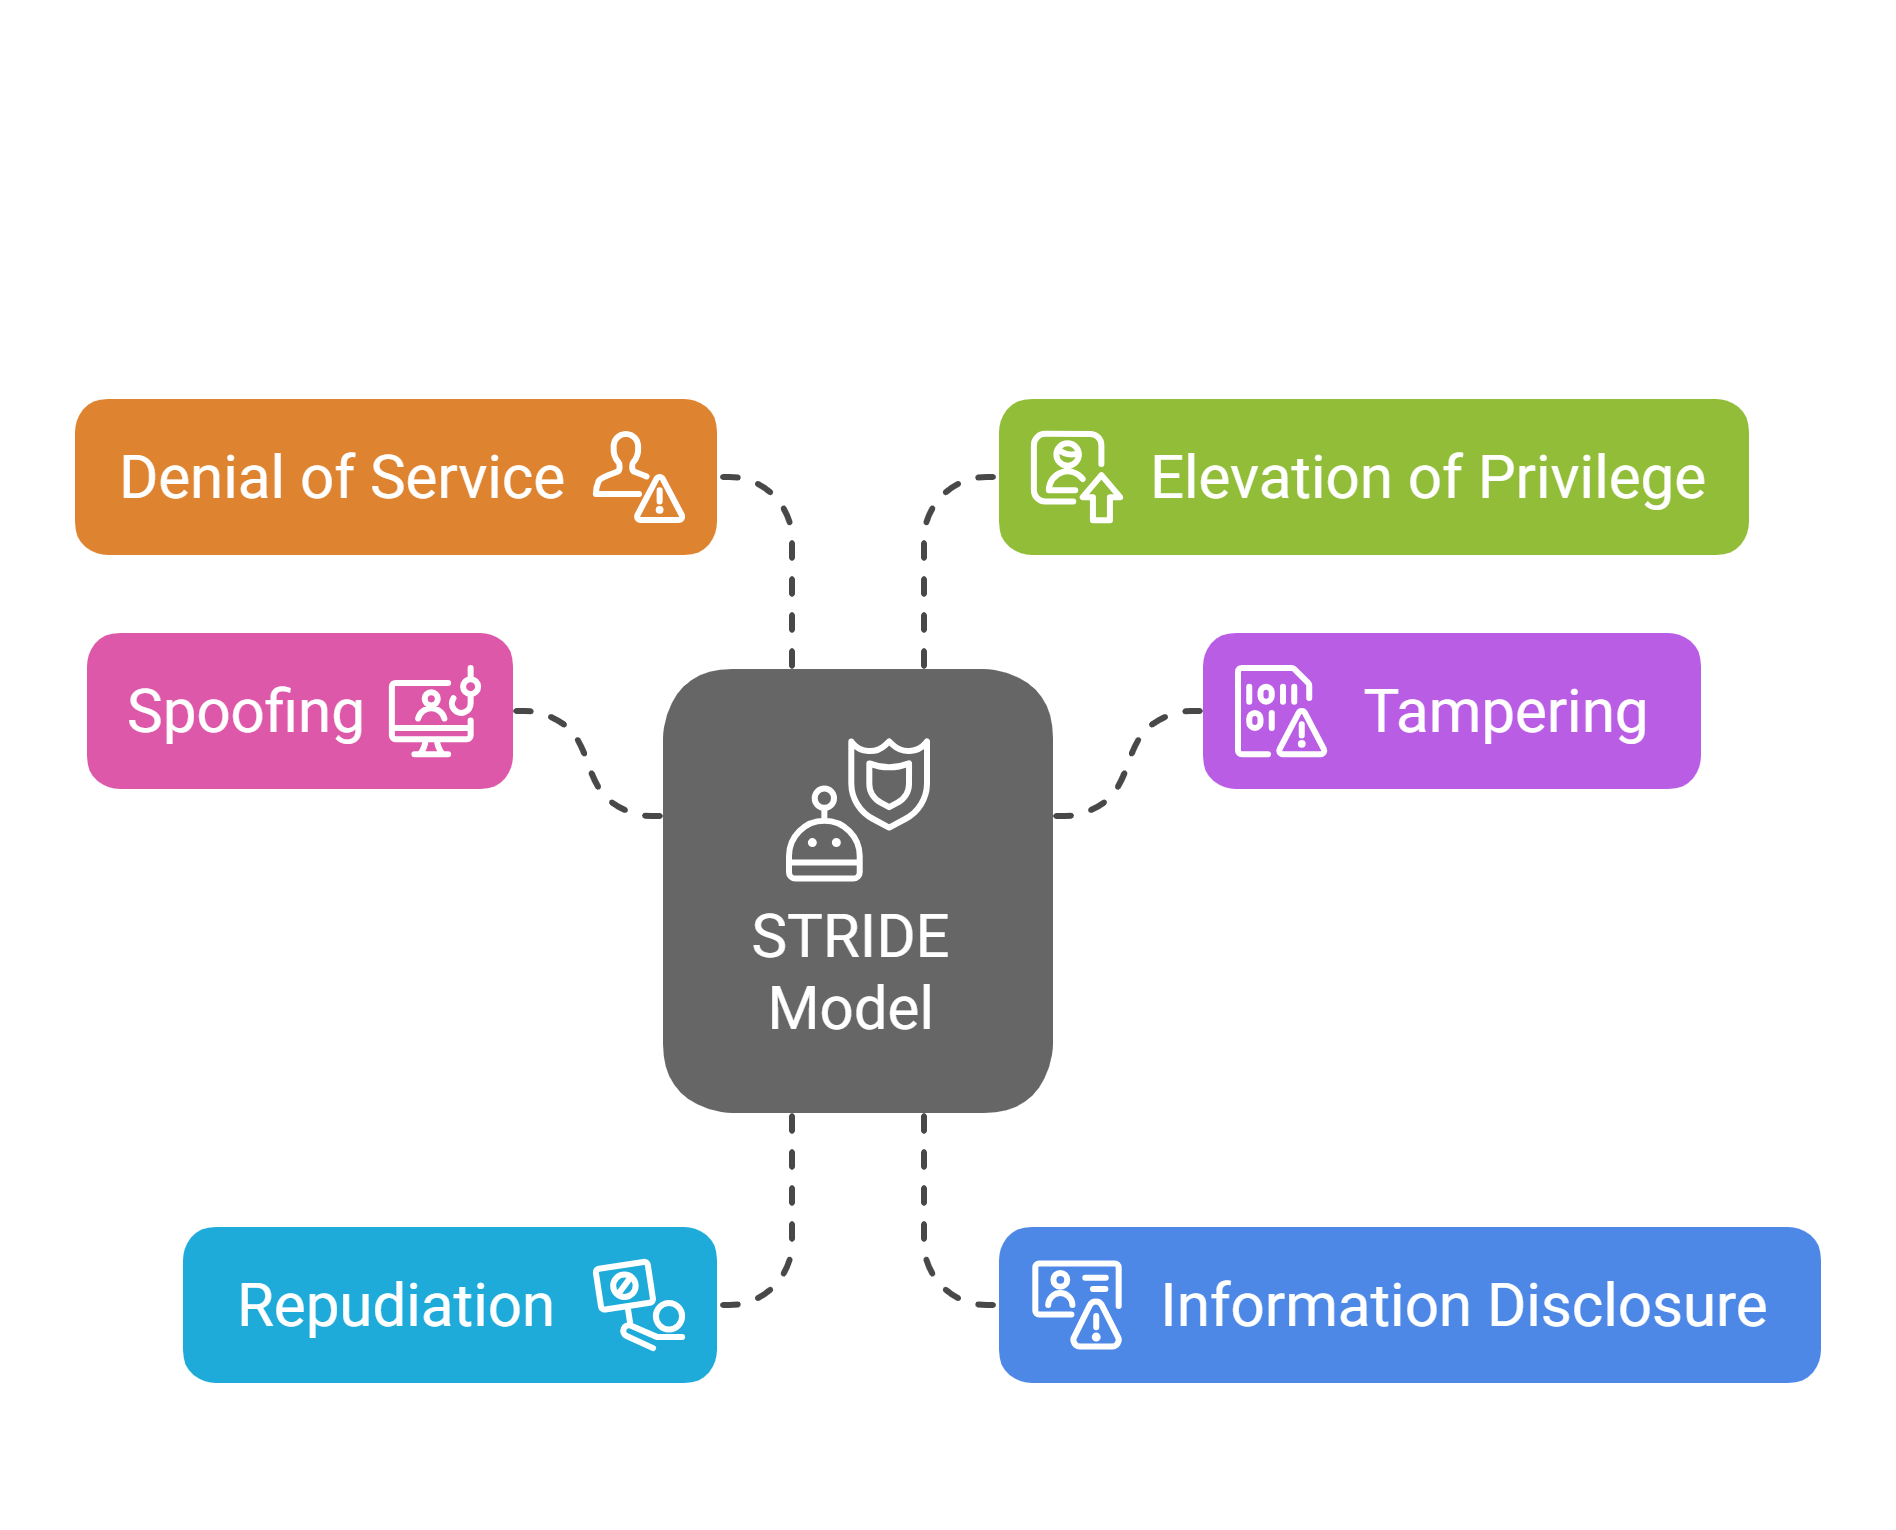 Denial of Service
Elevation of Privilege
Spoofing
Tampering
STRIDE
Model
Repudiation
Information Disclosure